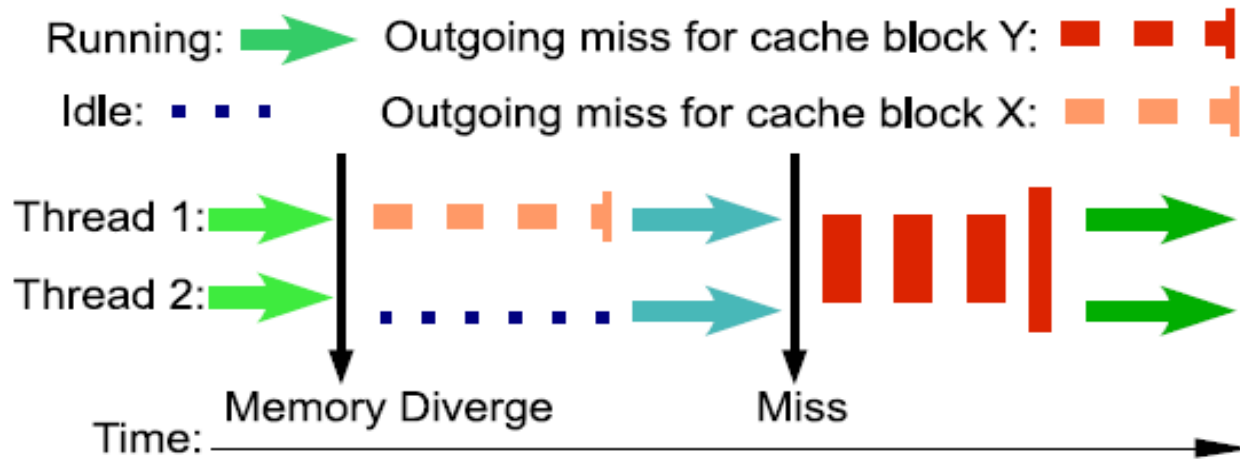 Running: Outgoing miss for cache block Y:
Idle: Outgoing miss for cache block X:
Thread 1:
Thread 2:
Memory Diverge Miss
Time: